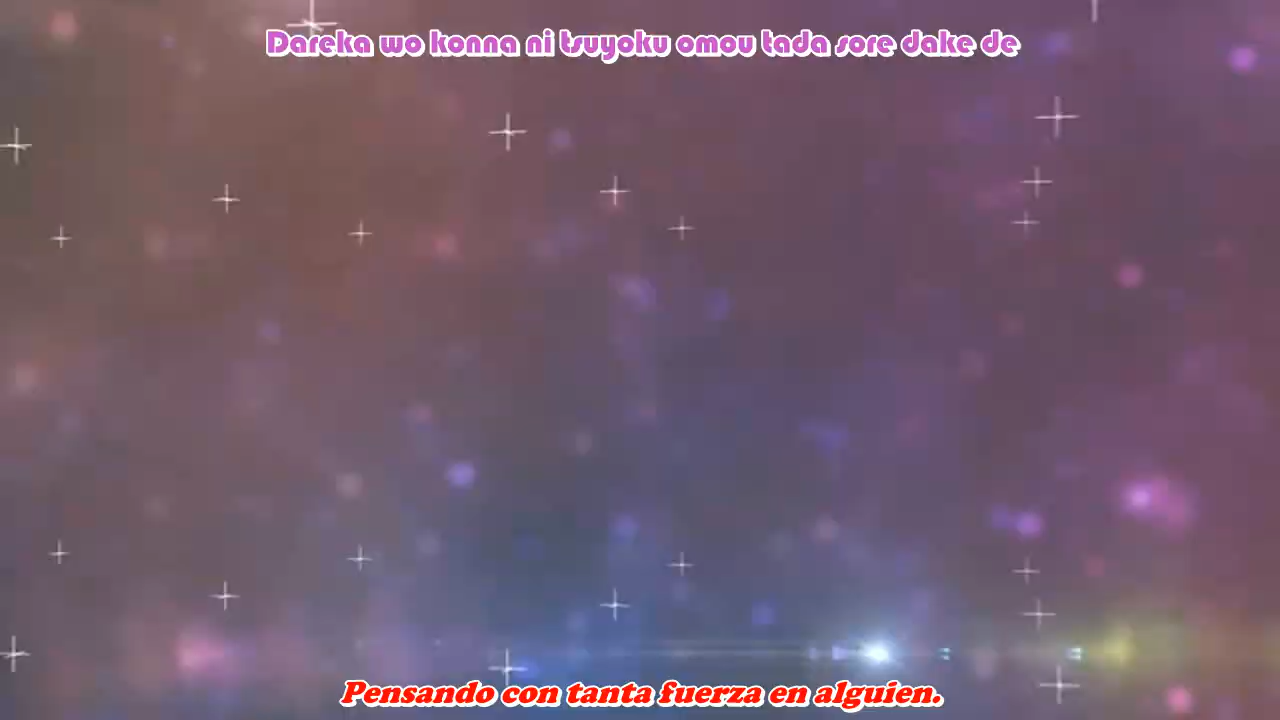 Dareka wo konna ni tsuyoku omou tada sore dake de
Pensando con tanta fuerza en alguien.